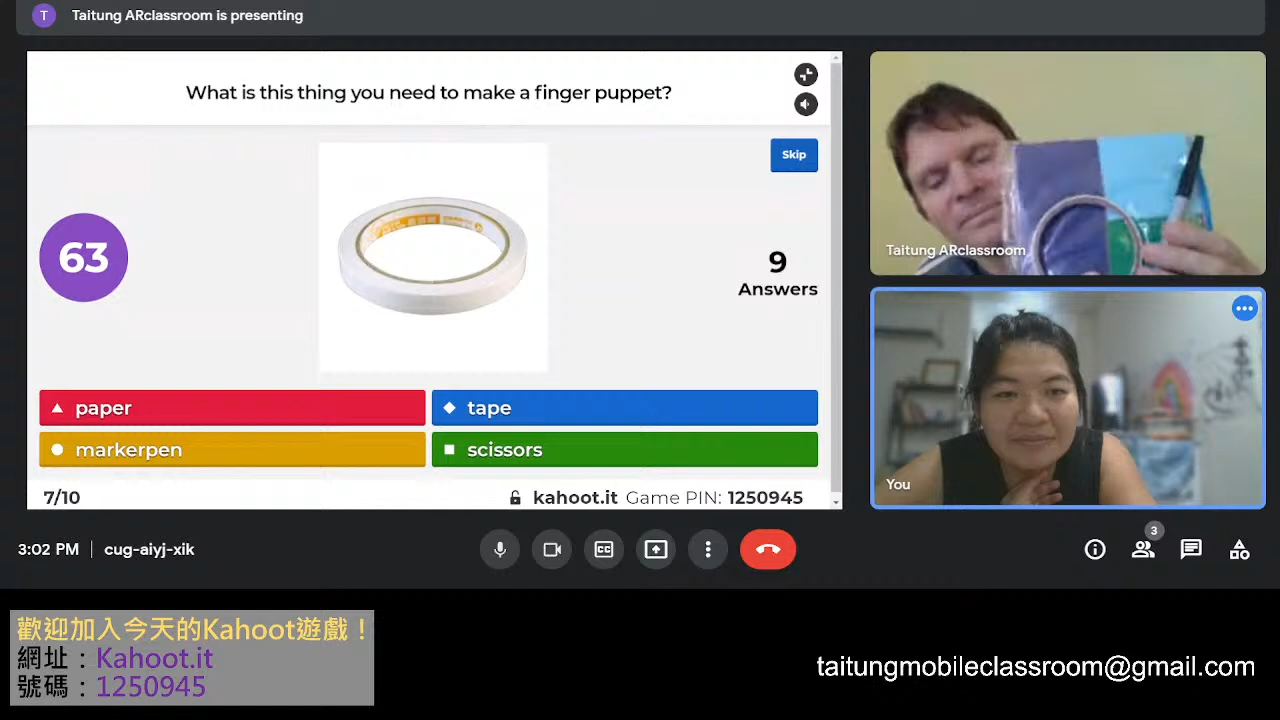 T Taitung ARclassroom is presenting
What is this thing you need to make a finger puppet?
Skip
63
9
Answers
paper
tape
markerpen
scissors
7/10
kahoot.it Game PIN: 1250945
Taitung ARclassroom
You
3:02 PM | cug-aiyj-xik
CC
3
歡迎加入今天的Kahoot遊戲！
網址：Kahoot.it
號碼：1250945
taitungmobileclassroom@gmail.com